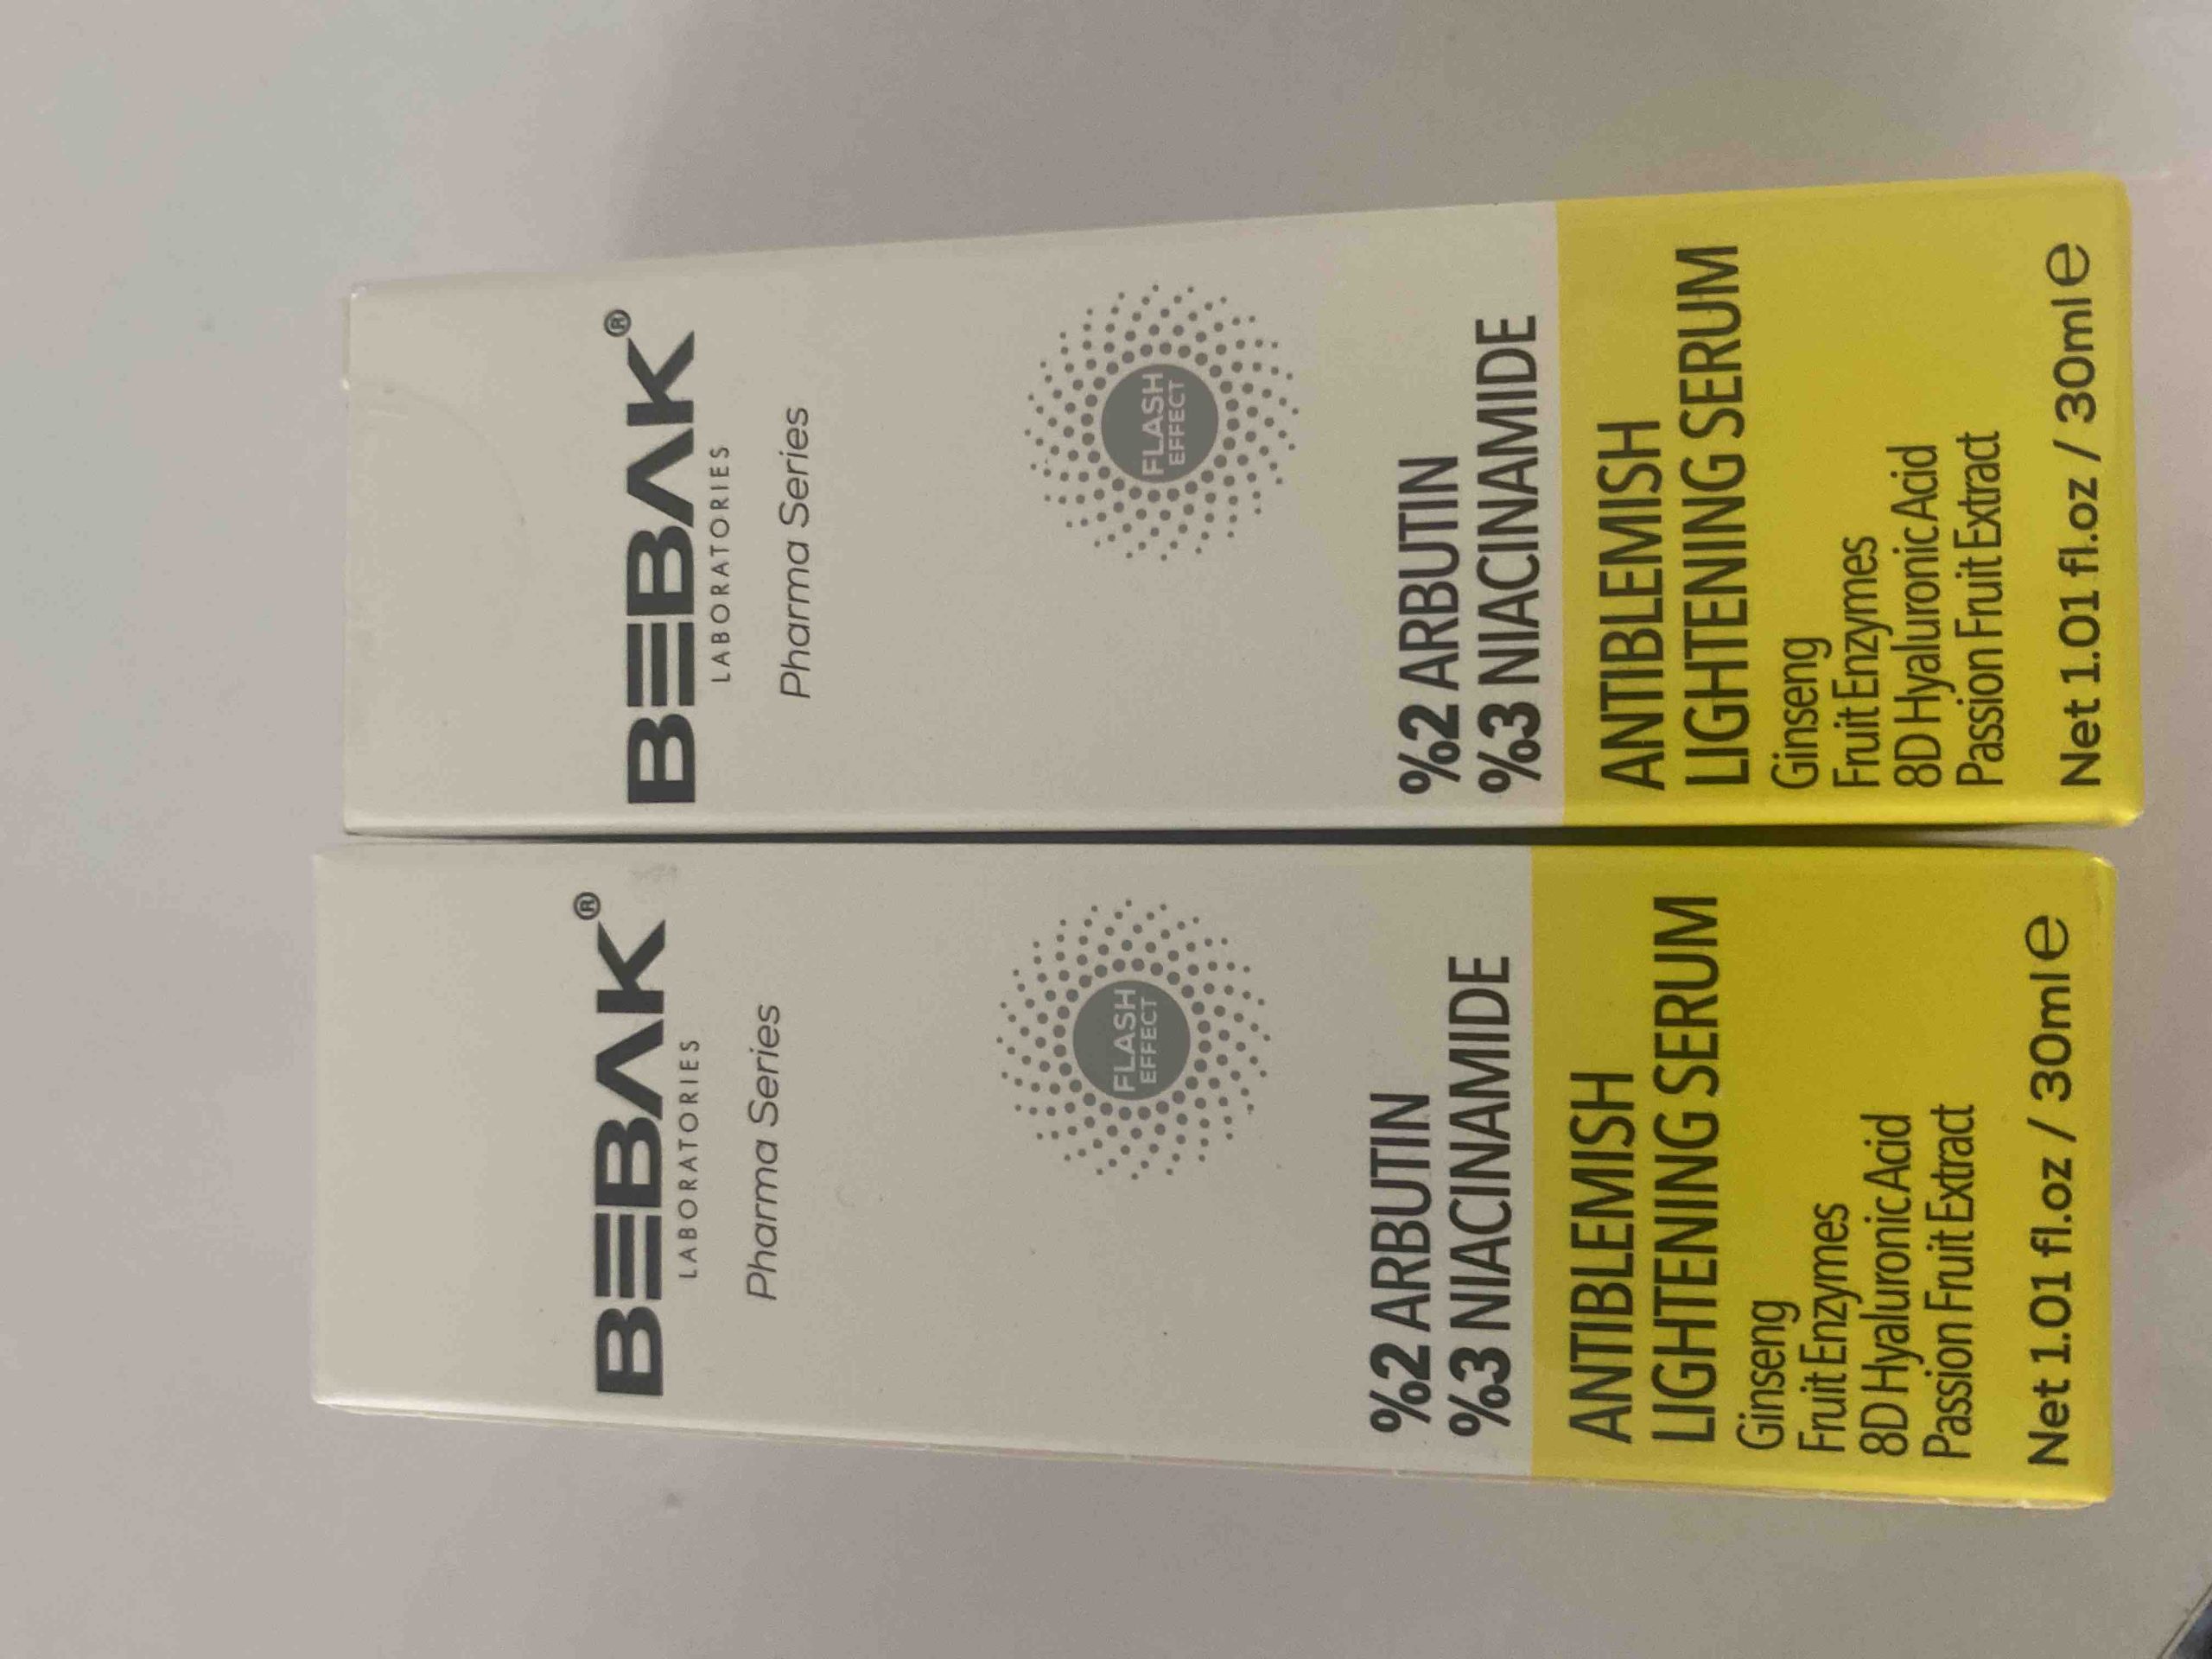 BEBAK®
LABORATORIES
Pharma Series
FLASH
EFFECT
%2 ARBUTIN
%3 NIACINAMIDE
ANTIBLEMISH
LIGHTENING SERUM
Ginseng
Fruit Enzymes
8D Hyaluronic Acid
Passion Fruit Extract
Net 1.01 fl.oz / 30ml e
BEBAK®
LABORATORIES
Pharma Series
FLASH
EFFECT
%2 ARBUTIN
%3 NIACINAMIDE
ANTIBLEMISH
LIGHTENING SERUM
Ginseng
Fruit Enzymes
8D Hyaluronic Acid
Passion Fruit Extract
Net 1.01 fl.oz / 30ml e